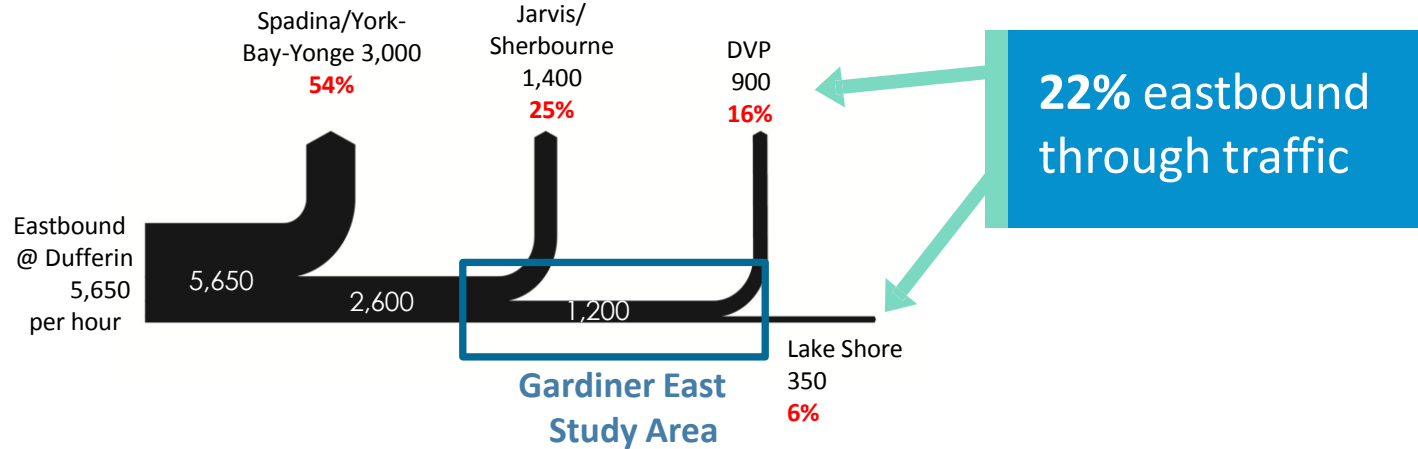 Spadina/York-
Bay-Yonge 3,000
54%
Jarvis/
Sherbourne
1,400
25%
DVP
900
16%
22% eastbound
through traffic
Eastbound
@ Dufferin
5,650
per hour
5,650
2,600
1,200
Lake Shore
350
6%
Gardiner East
Study Area